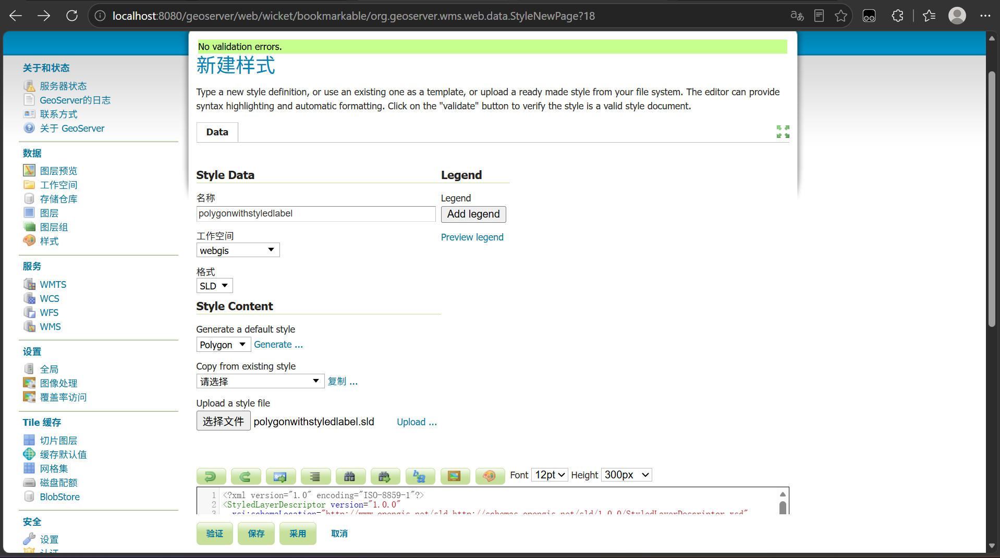 localhost:8080/geoserver/web/wicket/bookmarkable/org.geoserver.wms.web.data.StyleNewPage?18
No validation errors.
新建样式
Type a new style definition, or use an existing one as a template, or upload a ready made style from your file system. The editor can provide
syntax highlighting and automatic formatting. Click on the "validate" button to verify the style is a valid style document.
关于和状态
服务器状态
GeoServer的日志
联系方式
关于 GeoServer
数据
图层预览
工作空间
存储仓库
图层
图层组
样式
服务
WMTS
WCS
WFS
WMS
设置
全局
图像处理
覆盖率访问
Tile 缓存
切片图层
缓存默认值
网格集
磁盘配额
BlobStore
安全
设置
认证
Data
Style Data
名称
polygonwithstyledlabel
工作空间
webgis
格式
SLD
Legend
Legend
Add legend
Preview legend
Style Content
Generate a default style
Polygon Generate ...
Copy from existing style
请选择 复制 ...
Upload a style file
选择文件 polygonwithstyledlabel.sld Upload ...
Font 12pt Height 300px
1 <?xml version="1.0" encoding="ISO-8859-1"?>
2 <StyledLayerDescriptor version="1.0.0"
3 xsi:schemaLocation="http://www.opengis.net/sld http://schemas.opengis.net/sld/1.0.0/StyledLayerDescriptor.xsd"
验证 保存 采用 取消